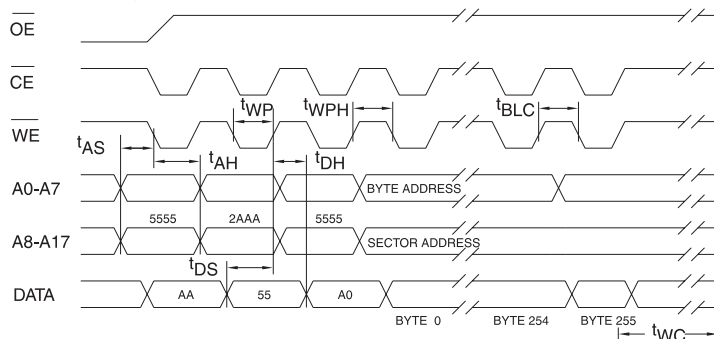 OE
CE
tWP tWPH tBLC
WE
tAS tAH tDH
A0-A7 BYTE ADDRESS
5555 2AAA 5555
A8-A17 SECTOR ADDRESS
tDS
DATA AA 55 A0
BYTE 0 BYTE 254 BYTE 255
tWC